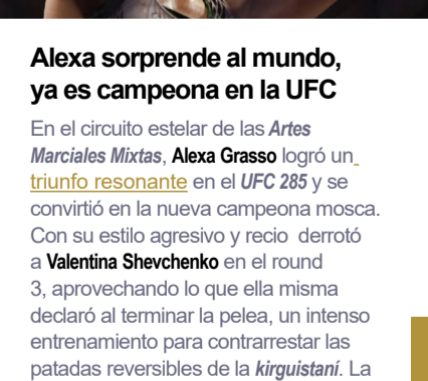 Alexa sorprende al mundo,
ya es campeona en la UFC
En el circuito estelar de las Artes
Marciales Mixtas, Alexa Grasso logró un
triunfo resonante en el UFC 285 y se
convirtió en la nueva campeona mosca.
Con su estilo agresivo y recio derrotó
a Valentina Shevchenko en el round
3, aprovechando lo que ella misma
declaró al terminar la pelea, un intenso
entrenamiento para contrarrestar las
patadas reversibles de la kirguistaní. La